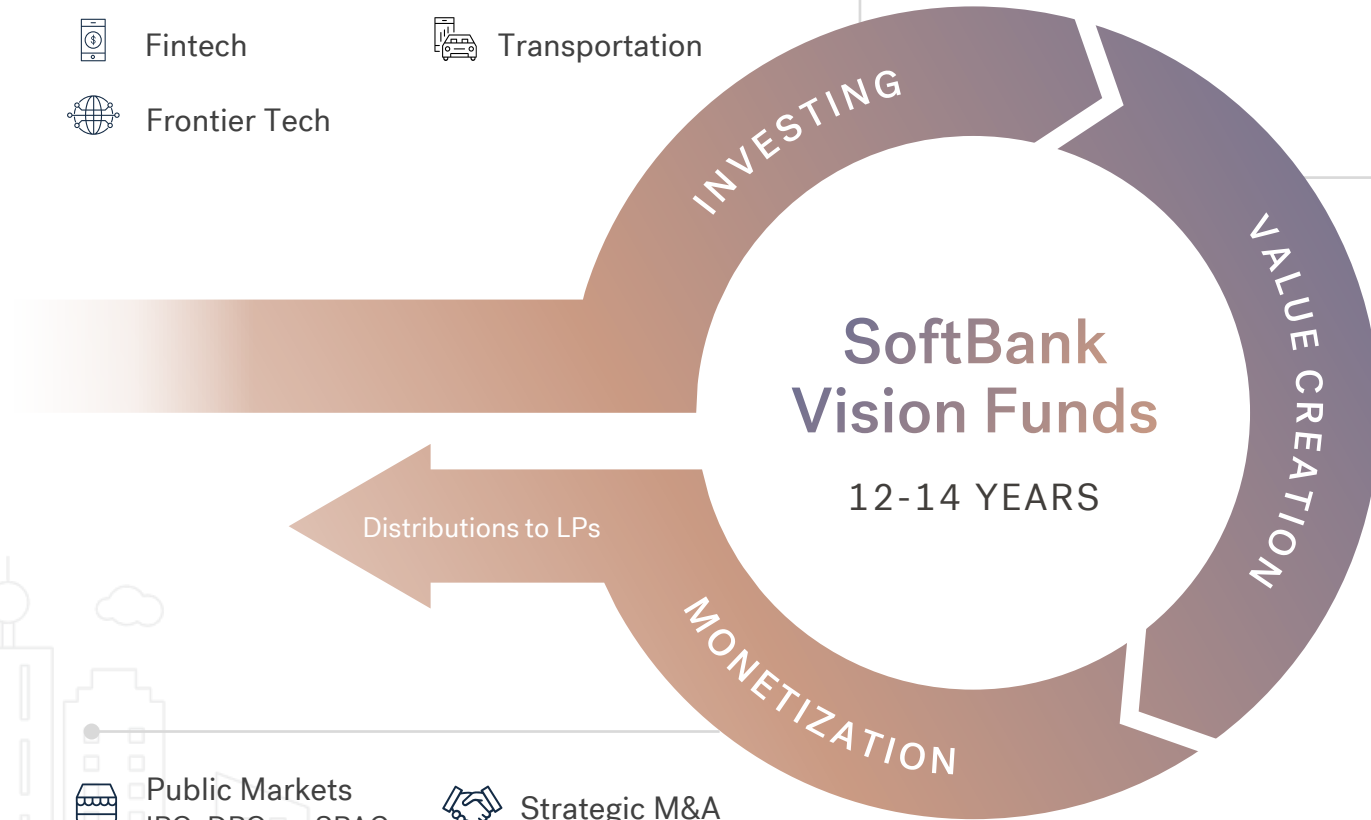 Fintech
Transportation
Frontier Tech
INVESTING
VALUE CREATION
SoftBank
Vision Funds
12-14 YEARS
Distributions to LPs
MONETIZATION
Public Markets
Strategic M&A